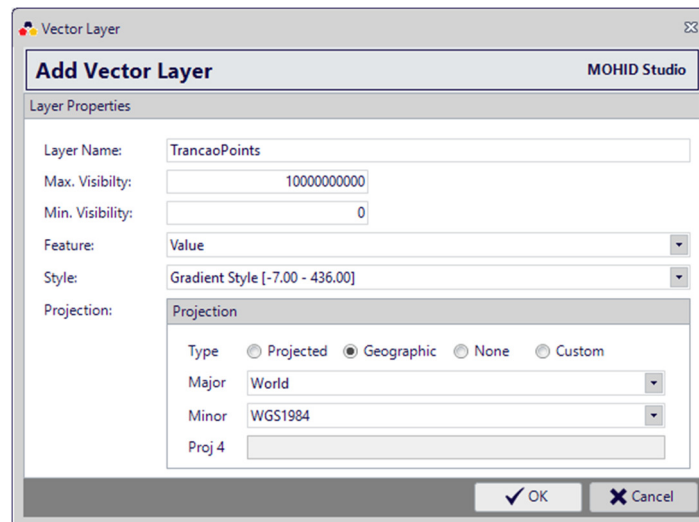 Vector Layer
Add Vector Layer MOHID Studio
Layer Properties
Layer Name: TrancaoPoints
Max. Visibilty: 10000000000
Min. Visibility: 0
Feature: Value
Style: Gradient Style [-7.00 - 436.00]
Projection: Projection
Type Projected Geographic None Custom
Major World
Minor WGS1984
Proj 4
OK Cancel